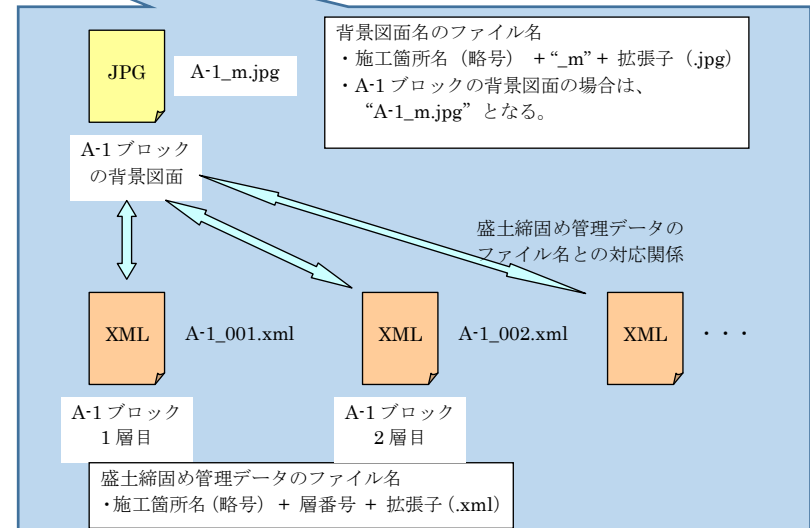 背景図面名のファイル名
・施工箇所名（略号） +“_m”+ 拡張子（.jpg）
・A-1 ブロックの背景図面の場合は、
“A-1_m.jpg” となる。
JPG
A-1_m.jpg
A-1 ブロック
の背景図面
盛土締固め管理データの
ファイル名との対応関係
XML
A-1_001.xml
XML
A-1_002.xml
XML
・・・
A-1 ブロック
1 層目
A-1 ブロック
2 層目
盛土締固め管理データのファイル名
・施工箇所名（略号） + 層番号 + 拡張子（.xml）